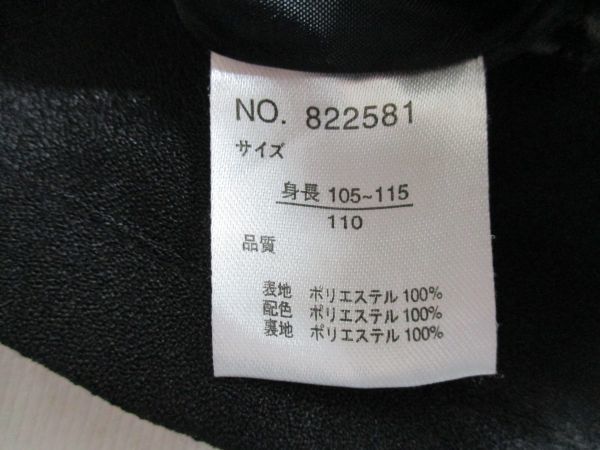 NO. 822581
サイズ
身長 105~115
110
品質
表地 ポリエステル 100%
配色 ポリエステル 100%
裏地 ポリエステル 100%